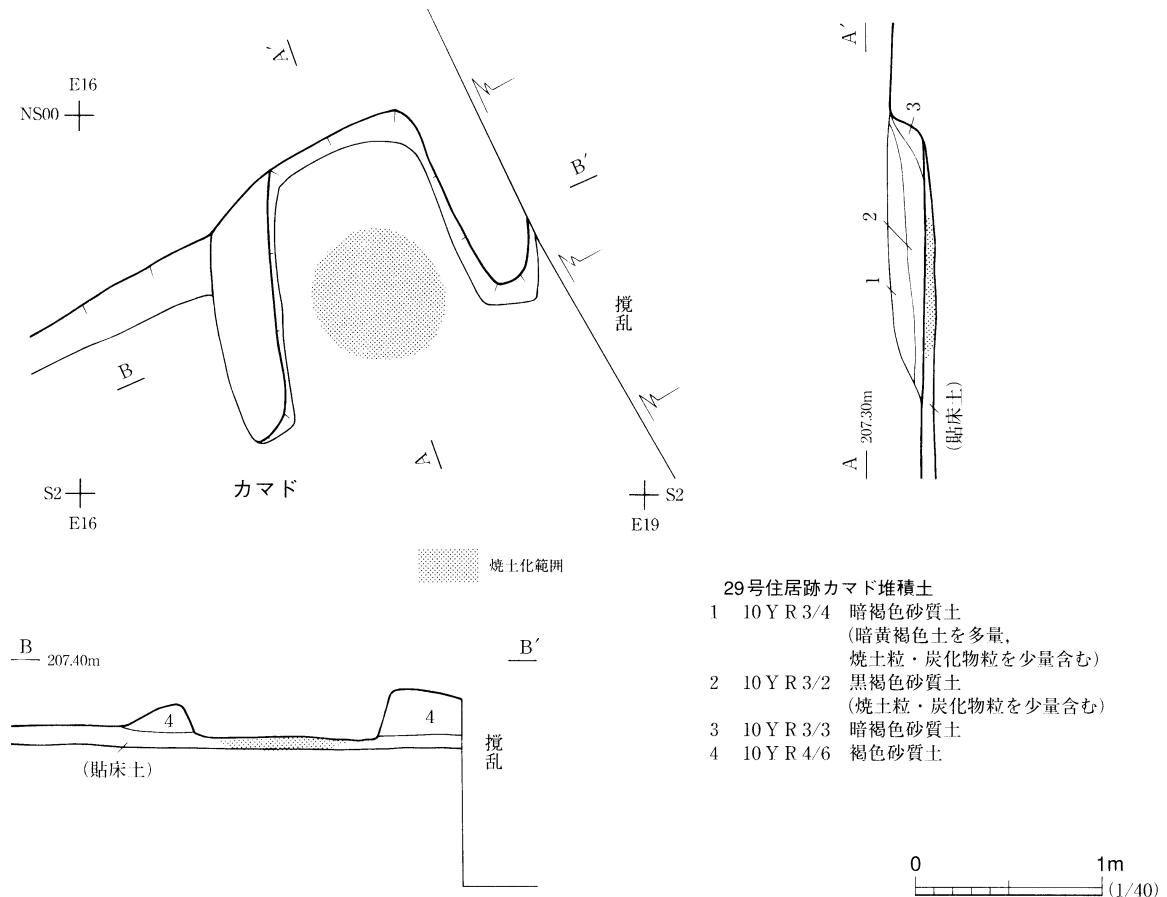 E16
NS00
A′
B′
B
A
撹乱
S2
E16
カマド
S2
E19
焼土化範囲
A′
3
2
1
(貼床土)
A 207.30m
B 207.40m
B′
4
4
(貼床土)
撹乱
29号住居跡カマド堆積土
1 10YR3/4 暗褐色砂質土
(暗黄褐色土を多量,
焼土粒・炭化物粒を少量含む)
2 10YR3/2 黒褐色砂質土
(焼土粒・炭化物粒を少量含む)
3 10YR3/3 暗褐色砂質土
4 10YR4/6 褐色砂質土
0 1m
(1/40)